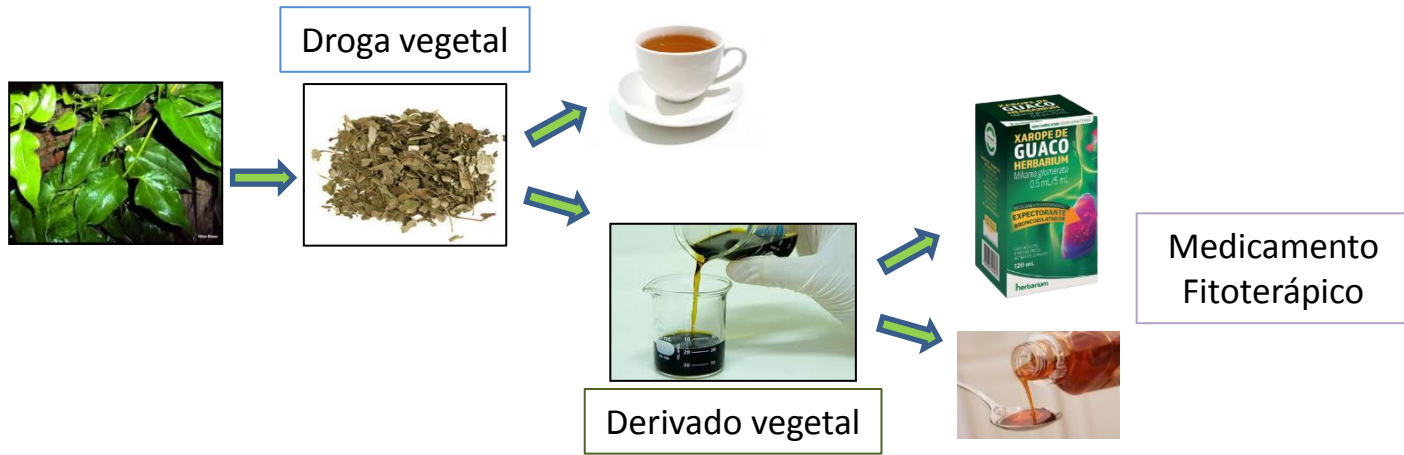 Droga vegetal
XAROPE DE
GUACO
HERBARIUM
Mikania glomerata
0,5 mL/5 mL
EXPECTORANTE
BRONCODILATADOR
120 mL
herbarium
Medicamento
Fitoterápico
Derivado vegetal